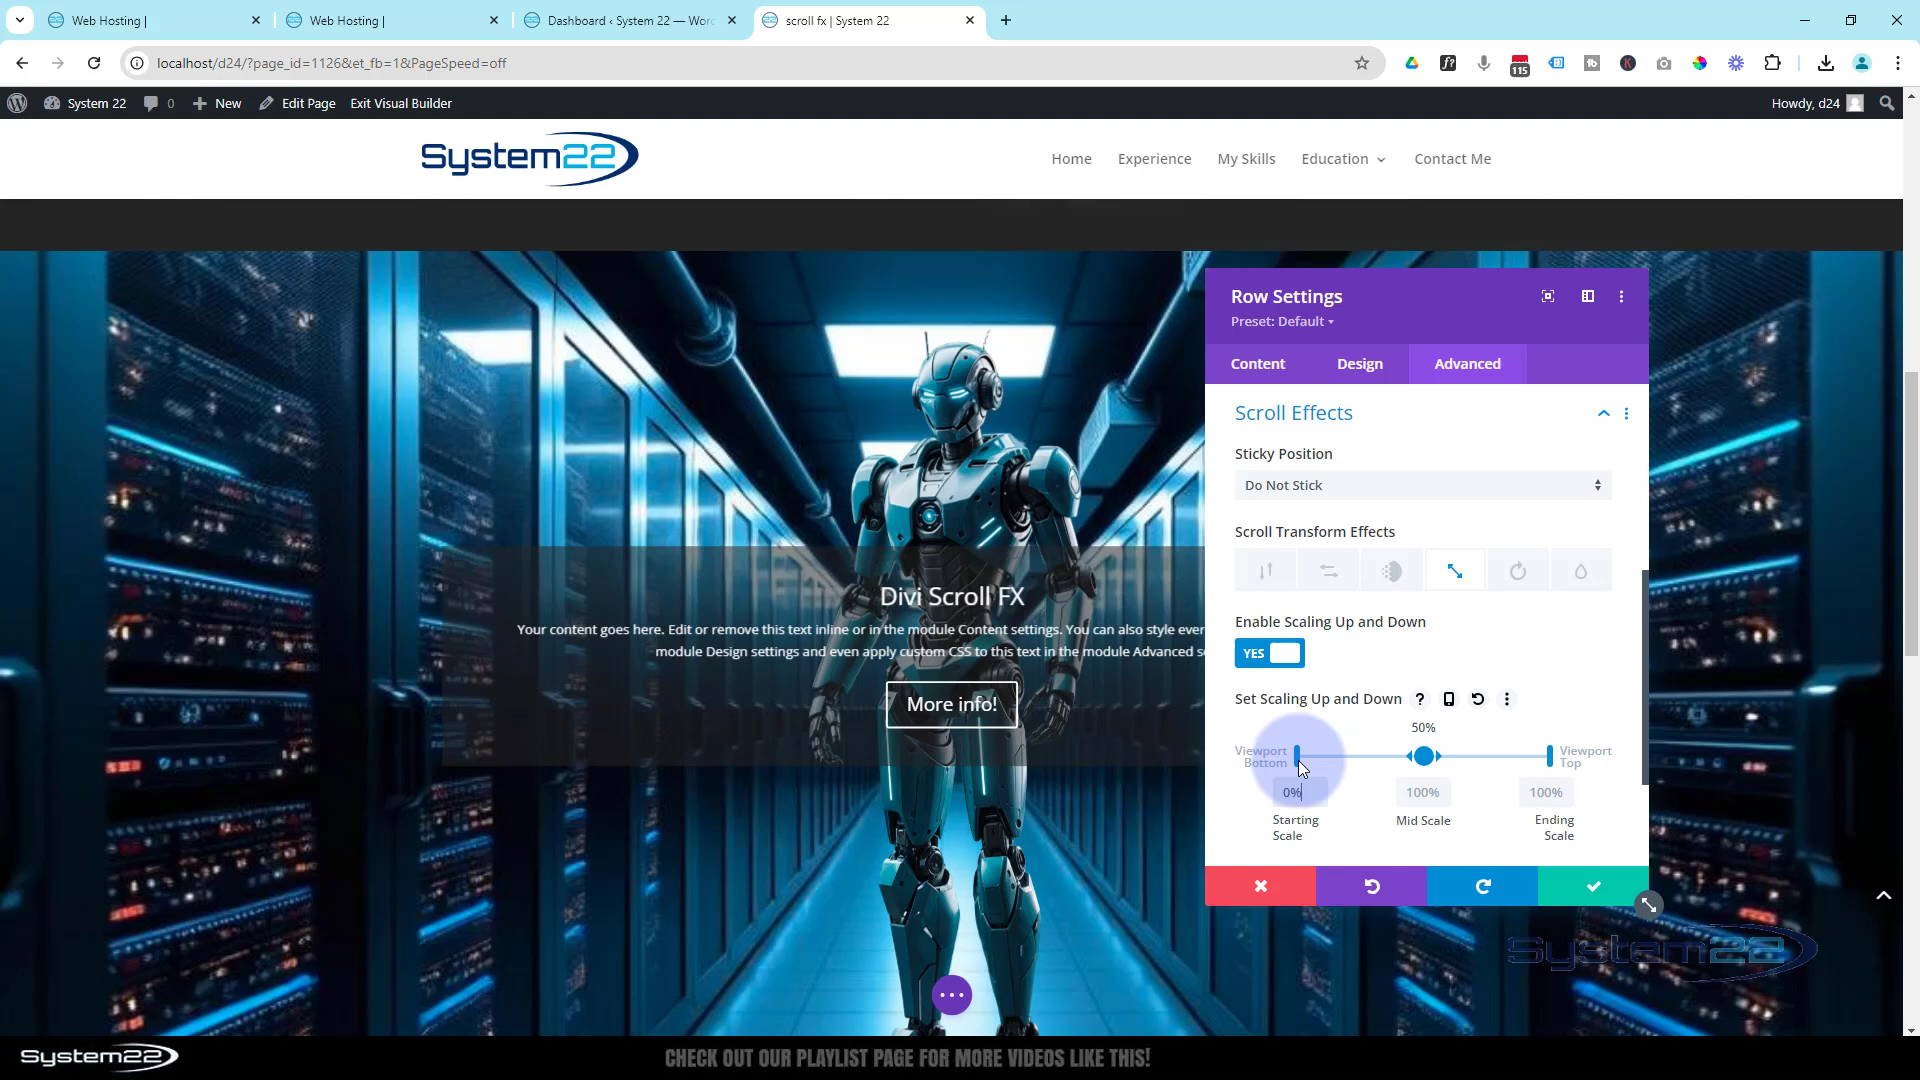 Web Hosting |
Web Hosting |
Dashboard ‹ System 22 — Wor
scroll fx | System 22
localhost/d24/?page_id=1126&et_fb=1&PageSpeed=off
115
System 22
0
New
Edit Page
Exit Visual Builder
Howdy, d24
System22
Home
Experience
My Skills
Education
Contact Me
Row Settings
Preset: Default
Content
Design
Advanced
Scroll Effects
Sticky Position
Do Not Stick
Scroll Transform Effects
Enable Scaling Up and Down
YES
Set Scaling Up and Down
50%
Viewport
Bottom
Viewport
Top
0%
100%
100%
Starting
Scale
Mid Scale
Ending
Scale
Divi Scroll FX
Your content goes here. Edit or remove this text inline or in the module Content settings. You can also style ever
module Design settings and even apply custom CSS to this text in the module Advanced s
More info!
System22
System22
CHECK OUT OUR PLAYLIST PAGE FOR MORE VIDEOS LIKE THIS!